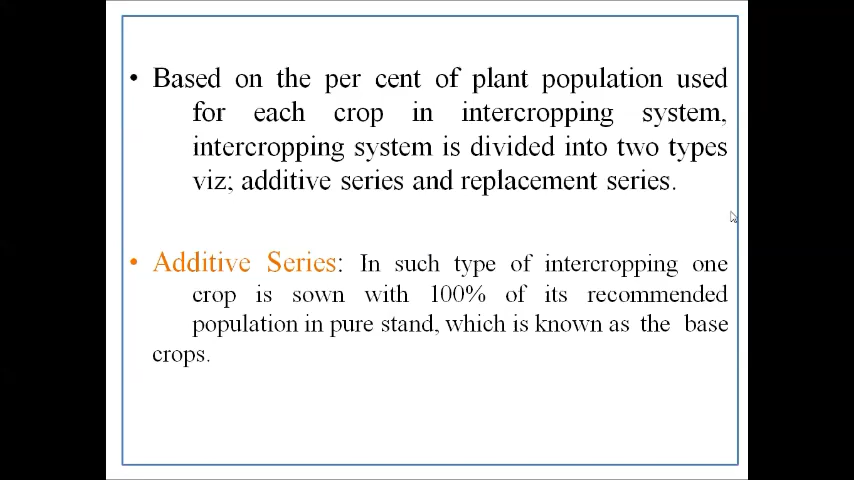 • Based on the per cent of plant population used
for each crop in intercropping system,
intercropping system is divided into two types
viz; additive series and replacement series.
• Additive Series: In such type of intercropping one
crop is sown with 100% of its recommended
population in pure stand, which is known as the base
crops.